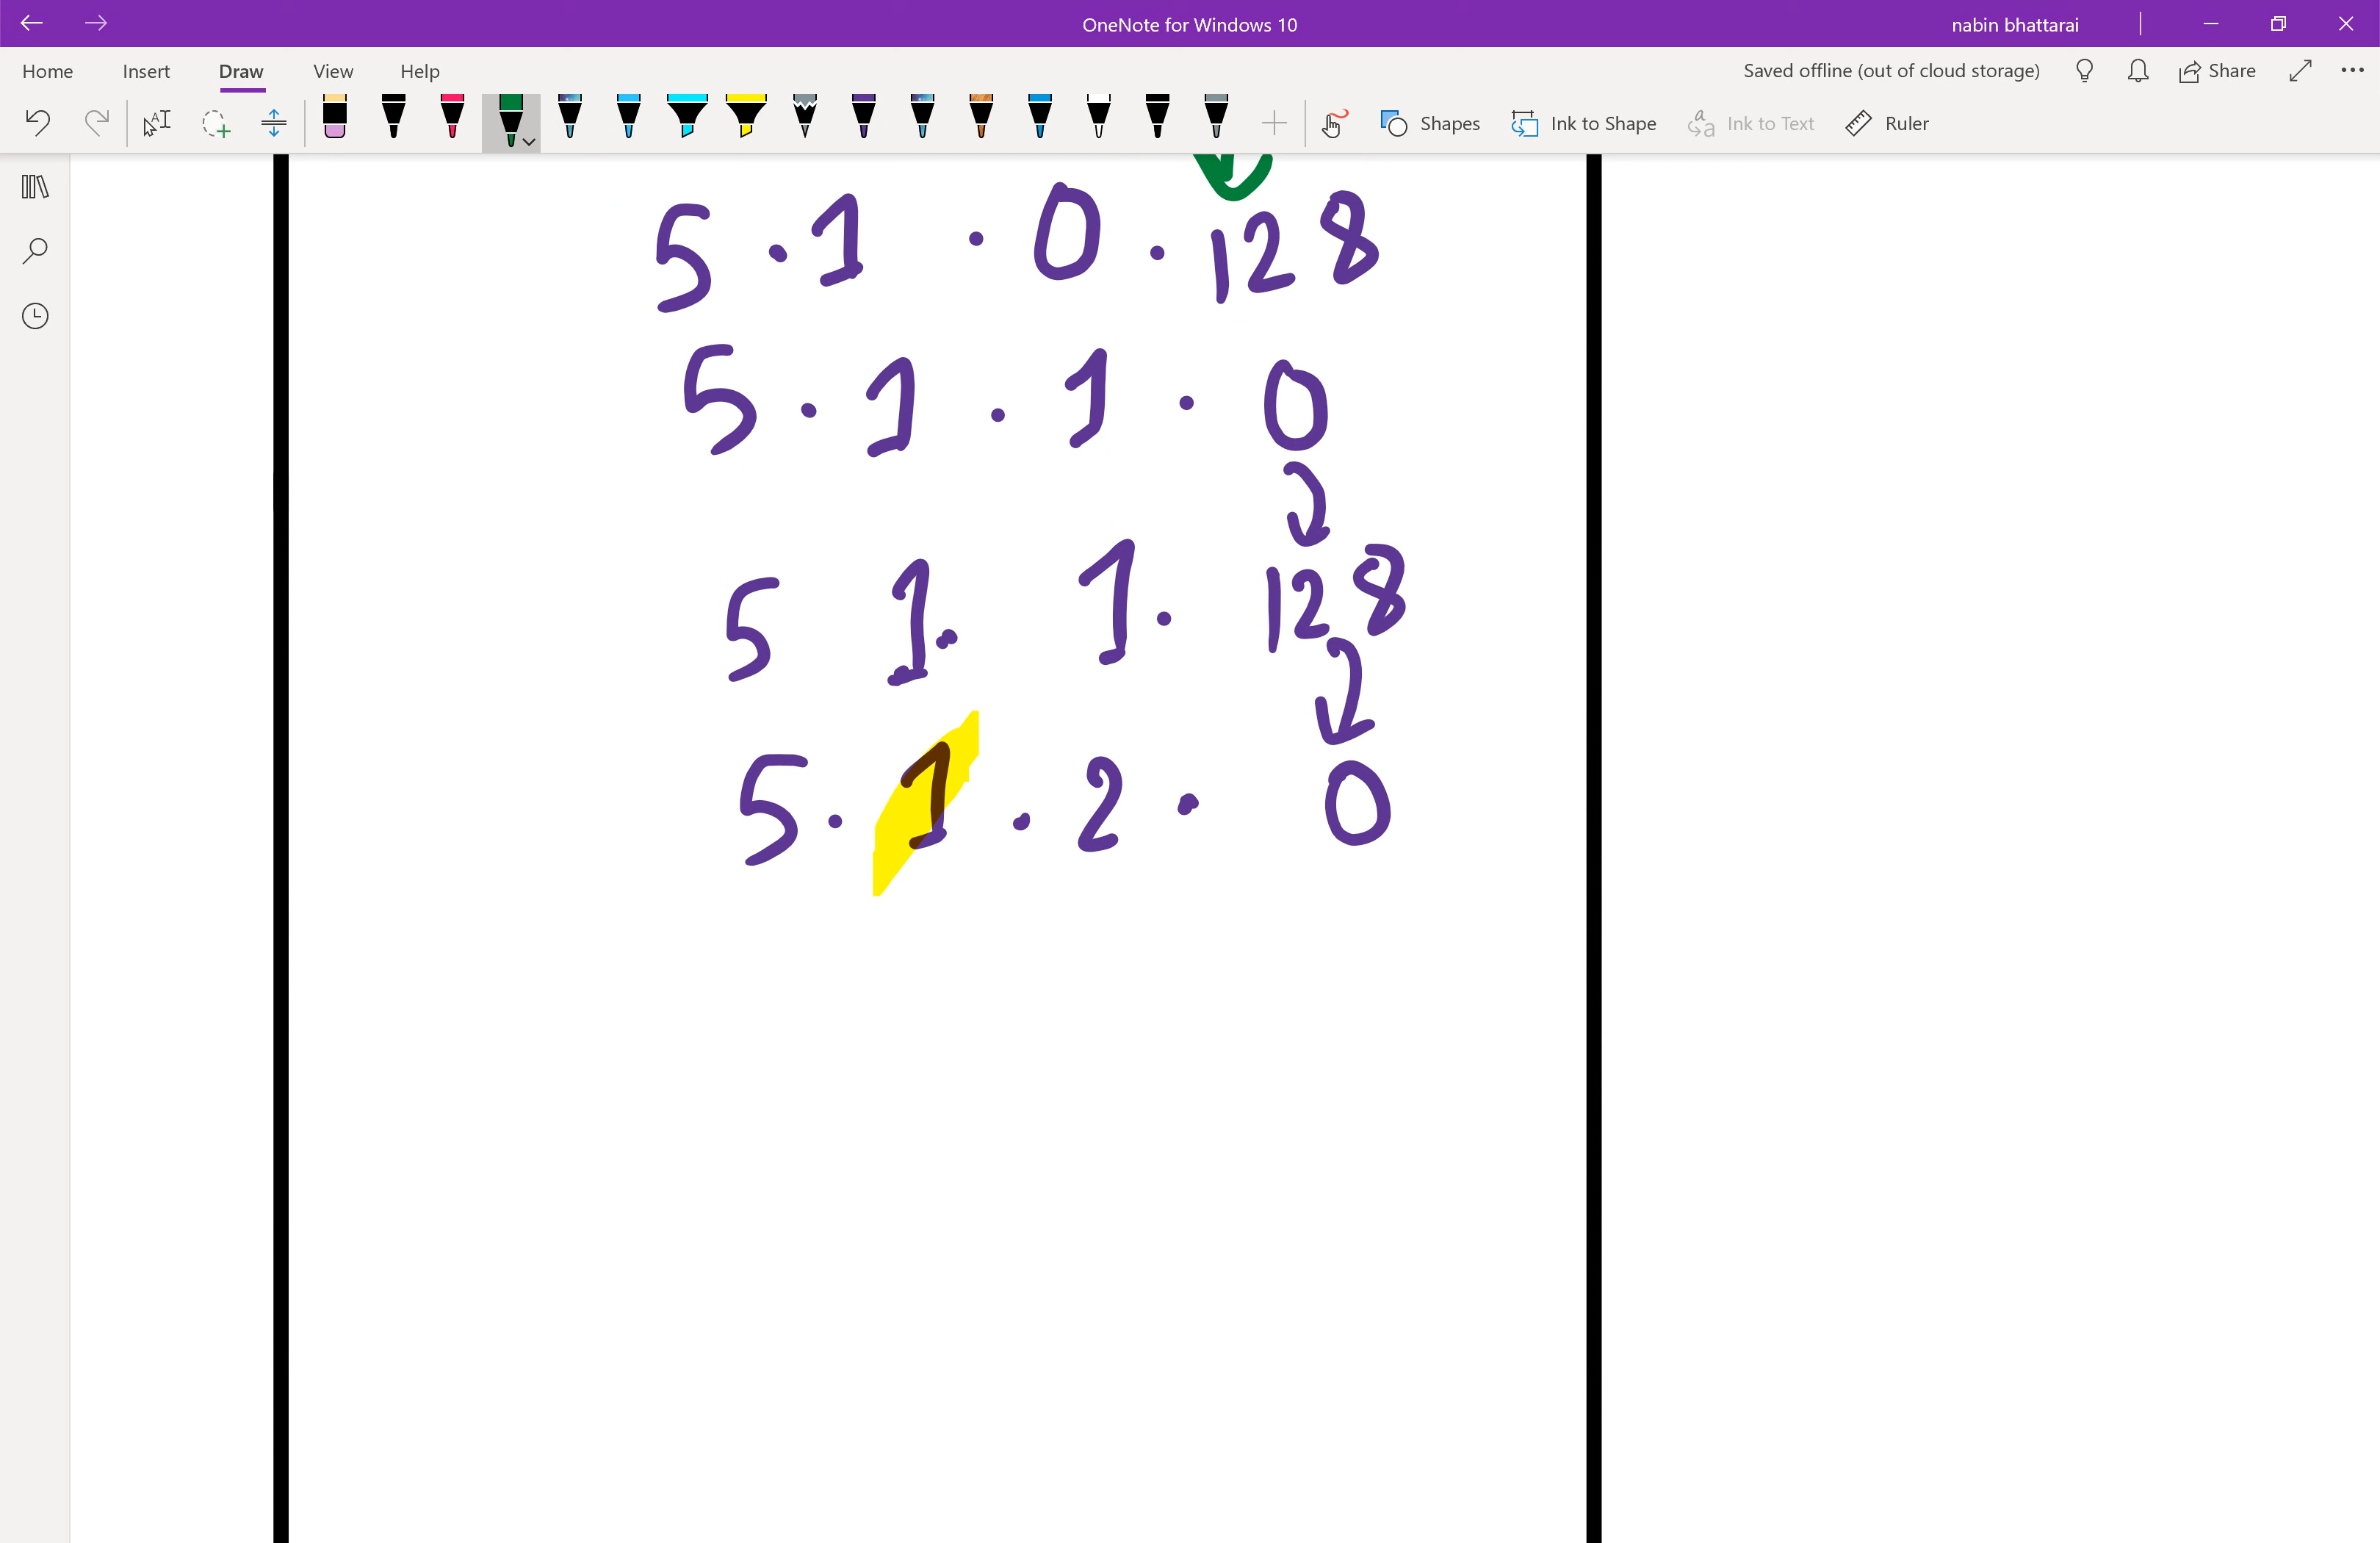 OneNote for Windows 10
nabin bhattarai
Home Insert Draw View Help
Saved offline (out of cloud storage)
Share
Shapes
Ink to Shape
Ink to Text
Ruler
5 . 1 . 0 . 128
5 . 1 . 1 . 0
5 1 . 1 . 128
5 . 1 . 2 . 0